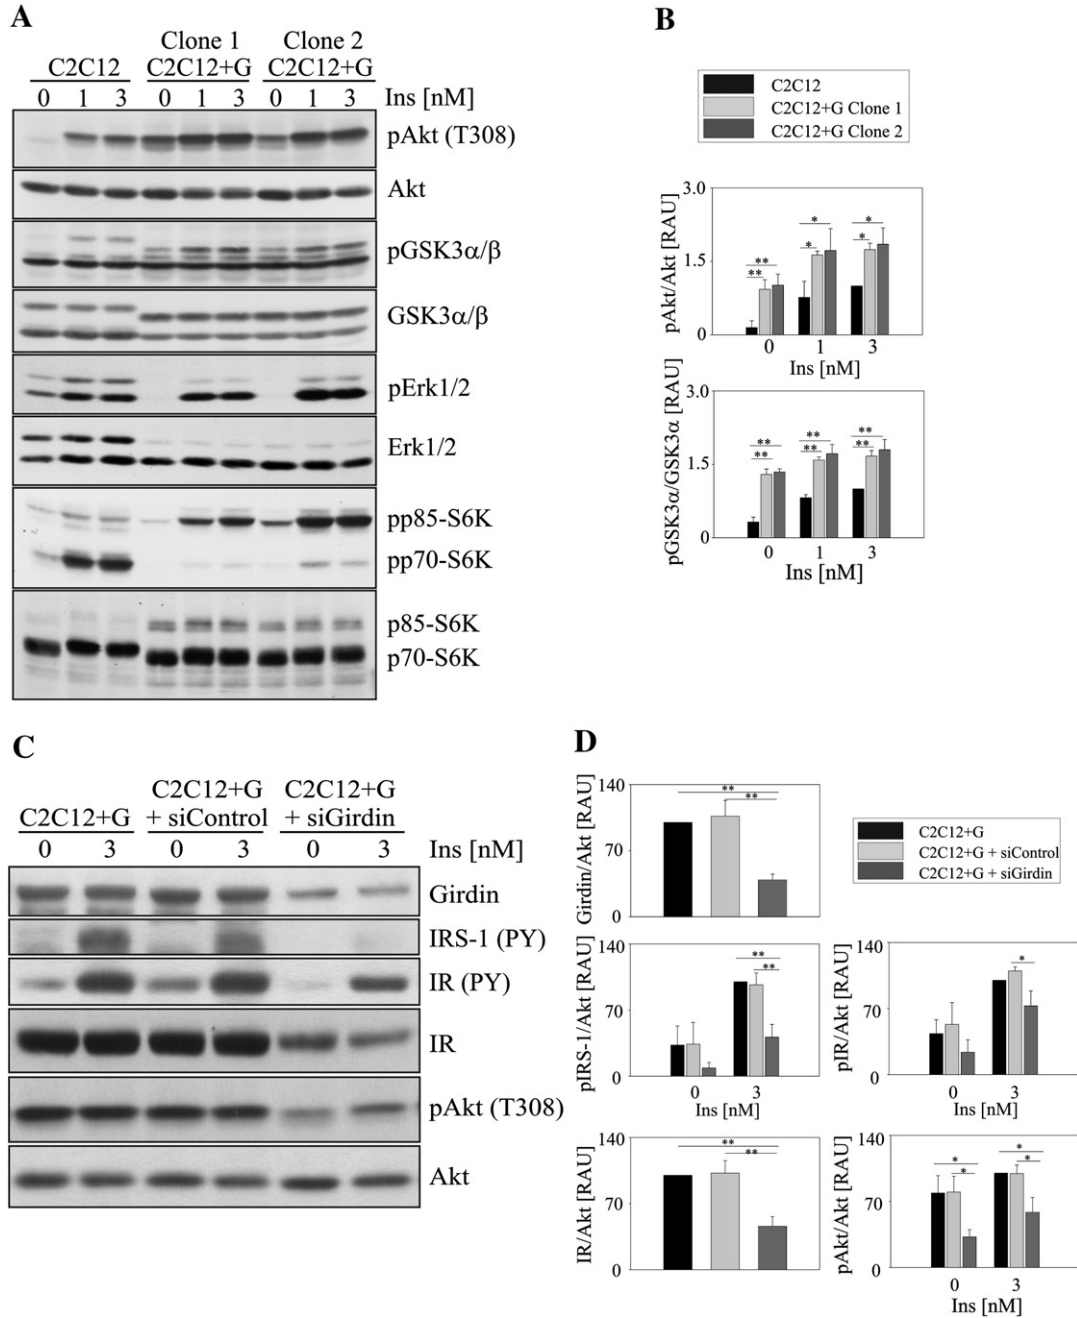 A
Clone 1 Clone 2
C2C12 C2C12+G C2C12+G
0 1 3 0 1 3 0 1 3 Ins [nM]
pAkt (T308)
Akt
pGSK3α/β
GSK3α/β
pErk1/2
Erk1/2
pp85-S6K
pp70-S6K
p85-S6K
p70-S6K
B
C2C12
C2C12+G Clone 1
C2C12+G Clone 2
pAkt/Akt [RAU]
3.0
1.5
0
** ** * * * *
0 1 3
Ins [nM]
pGSK3α/GSK3α [RAU]
3.0
1.5
0
** ** ** ** ** **
0 1 3
Ins [nM]
C
C2C12+G C2C12+G
C2C12+G + siControl + siGirdin
0 3 0 3 0 3 Ins [nM]
Girdin
IRS-1 (PY)
IR (PY)
IR
pAkt (T308)
Akt
D
Girdin/Akt [RAU]
140
70
0
**
**
C2C12+G
C2C12+G + siControl
C2C12+G + siGirdin
pIRS-1/Akt [RAU]
140
70
0
**
**
0 3
Ins [nM]
pIR/Akt [RAU]
140
70
0
*
0 3
Ins [nM]
IR/Akt [RAU]
140
70
0
**
**
pAkt/Akt [RAU]
140
70
0
* * * *
0 3
Ins [nM]